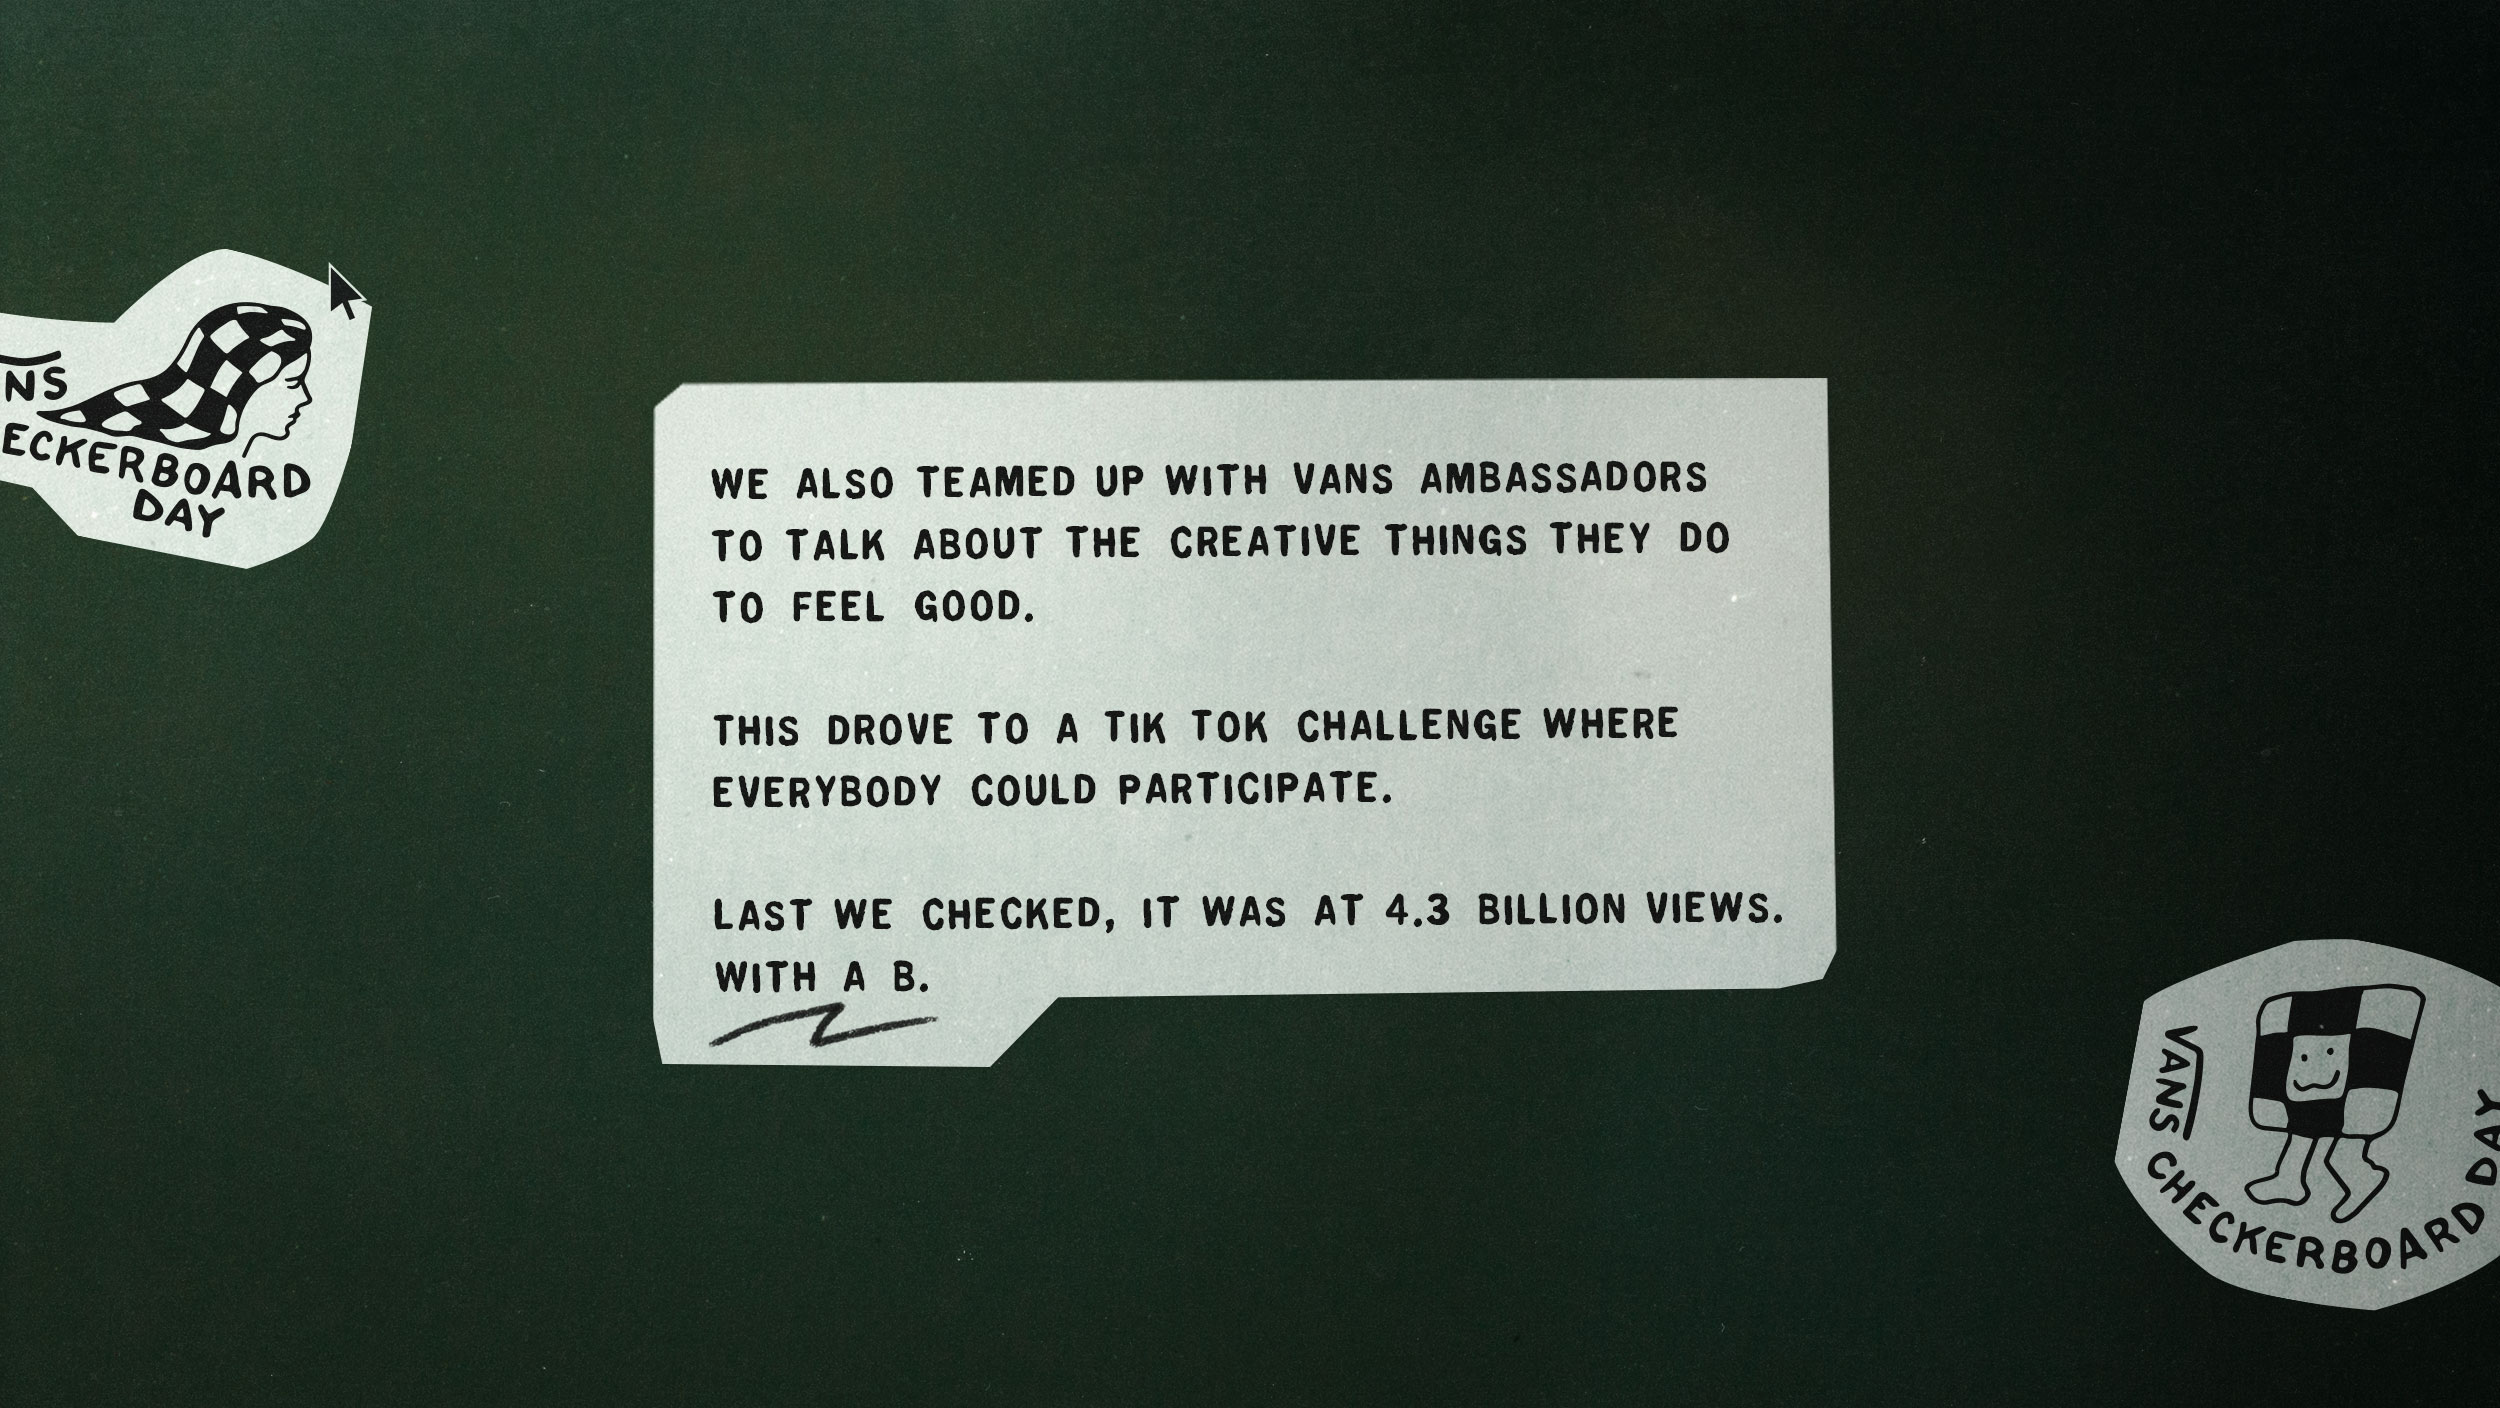 NS
ECKERBOARD
DAY
WE ALSO TEAMED UP WITH VANS AMBASSADORS
TO TALK ABOUT THE CREATIVE THINGS THEY DO
TO FEEL GOOD.
THIS DROVE TO A TIK TOK CHALLENGE WHERE
EVERYBODY COULD PARTICIPATE.
LAST WE CHECKED, IT WAS AT 4.3 BILLION VIEWS.
WITH A B.
VANS CHECKERBOARD DAY